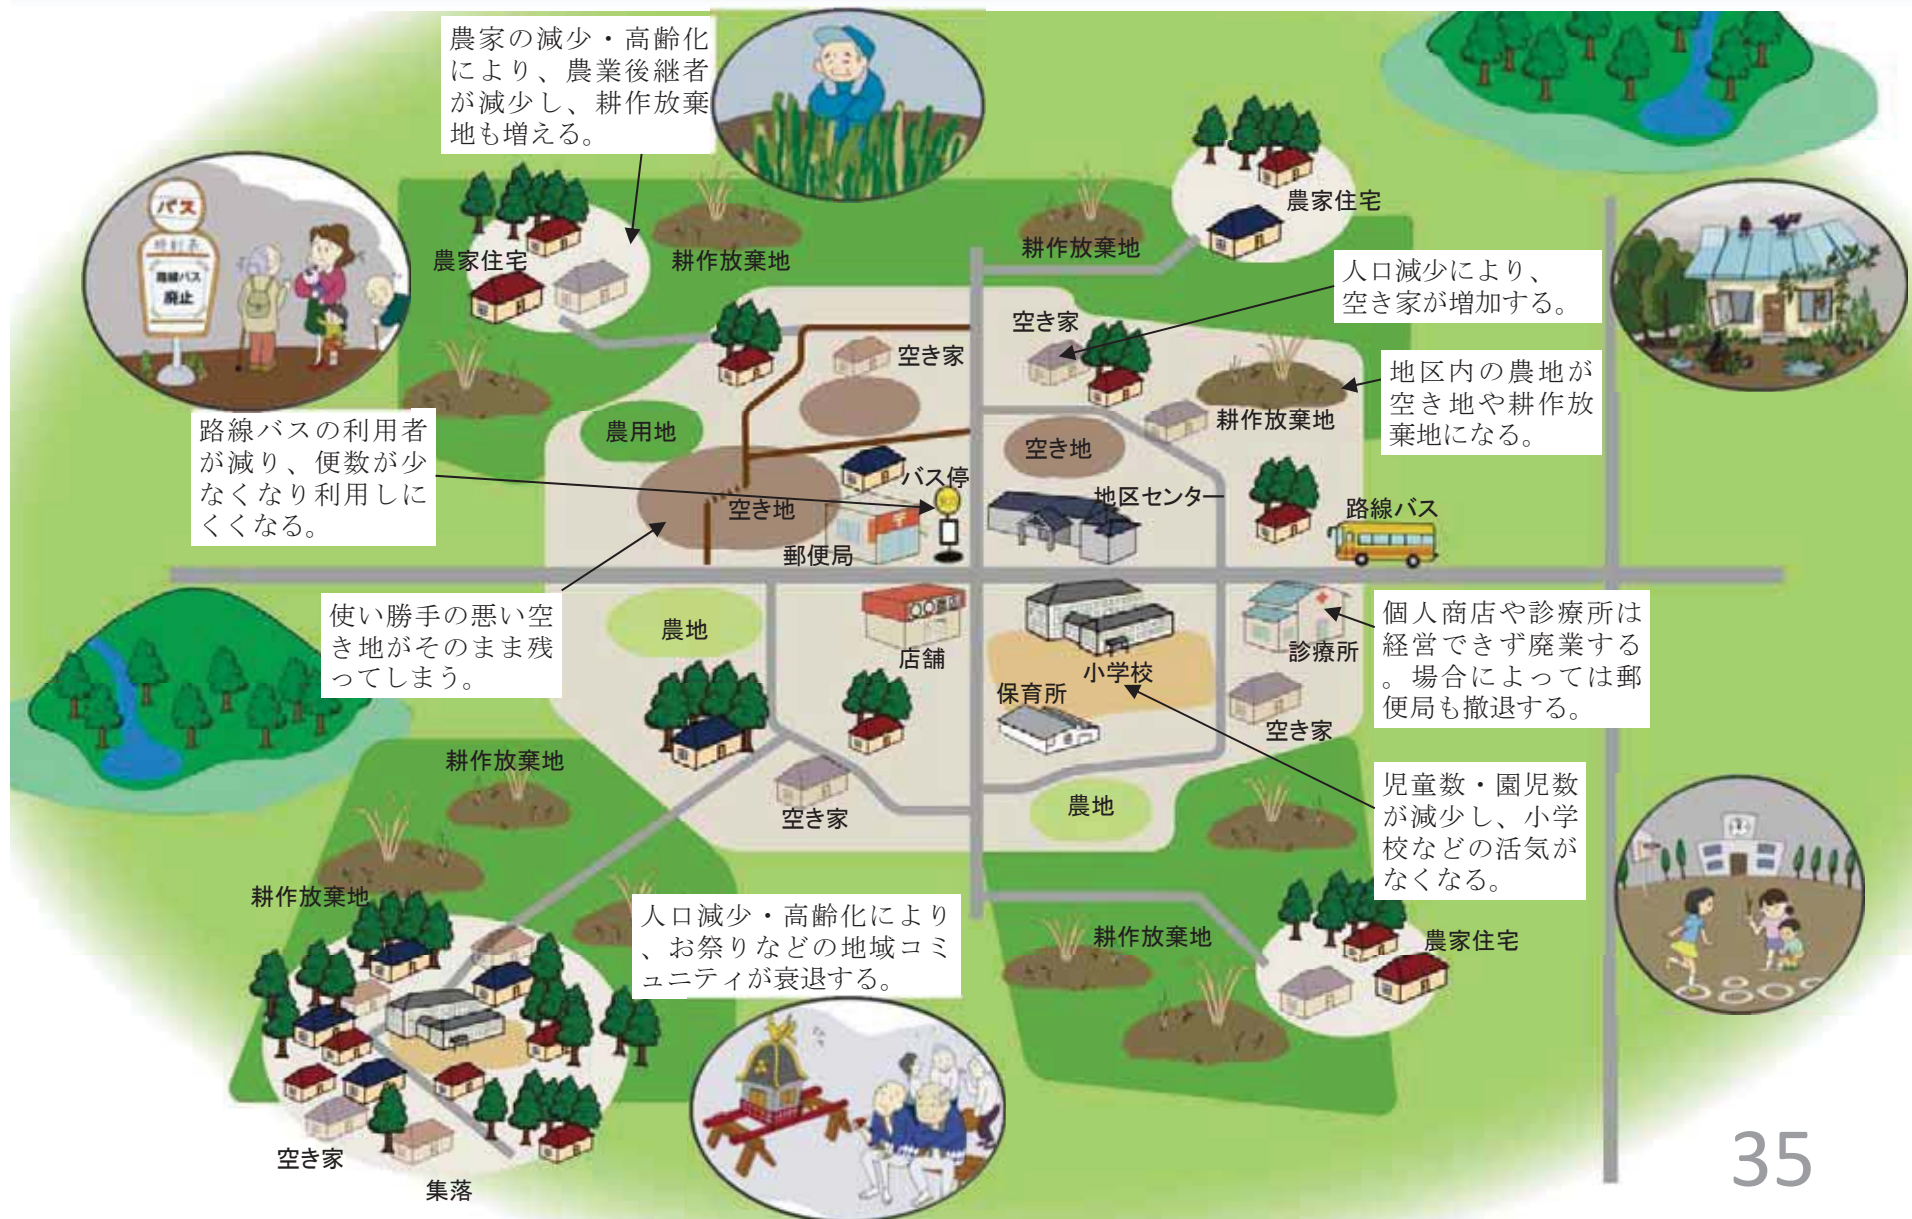 農家の減少・高齢化
により、農業後継者
が減少し、耕作放棄
地も増える。
バス
時刻表
路線バス
廃止
農家住宅
耕作放棄地
耕作放棄地
農家住宅
人口減少により、
空き家が増加する。
空き家
空き家
地区内の農地が
空き地や耕作放
棄地になる。
耕作放棄地
農用地
空き地
路線バスの利用者
が減り、便数が少
なくなり利用しに
くくなる。
バス停
地区センター
空き地
路線バス
郵便局
使い勝手の悪い空
き地がそのまま残
ってしまう。
農地
店舗
小学校
診療所
個人商店や診療所は
経営できず廃業する
。場合によっては郵
便局も撤退する。
保育所
空き家
耕作放棄地
空き家
農地
児童数・園児数
が減少し、小学
校などの活気が
なくなる。
耕作放棄地
人口減少・高齢化により
、お祭りなどの地域コミ
ュニティが衰退する。
耕作放棄地
農家住宅
空き家
集落
35